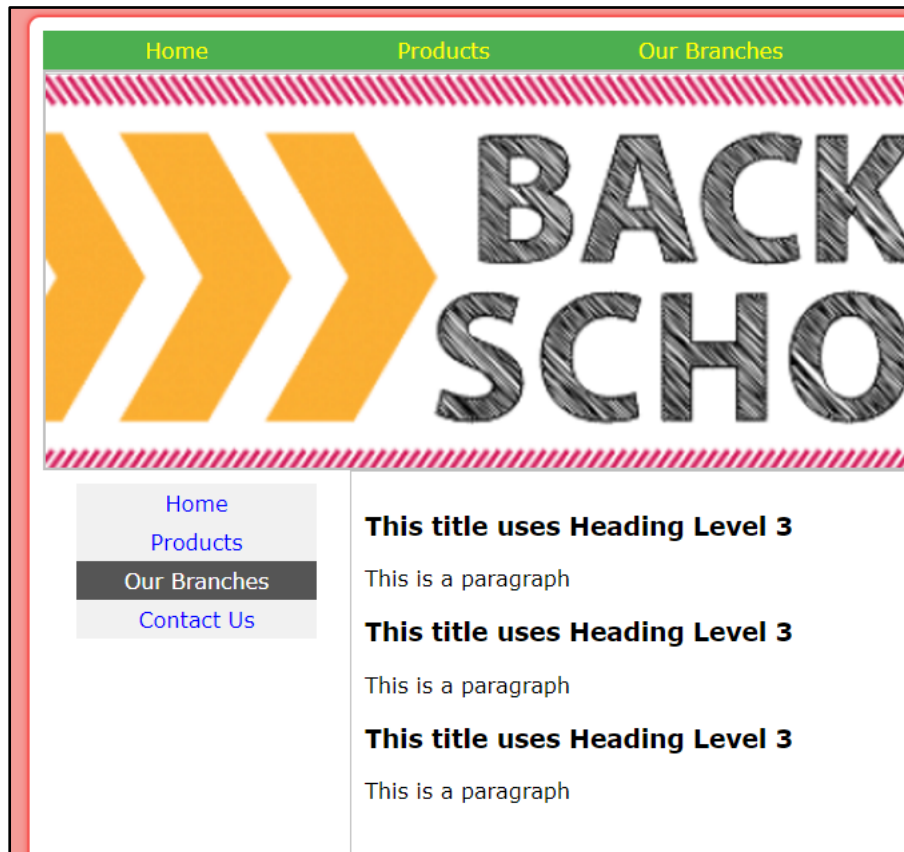 Home Products Our Branches
BACK
SCHO
Home
Products
Our Branches
Contact Us
This title uses Heading Level 3
This is a paragraph
This title uses Heading Level 3
This is a paragraph
This title uses Heading Level 3
This is a paragraph